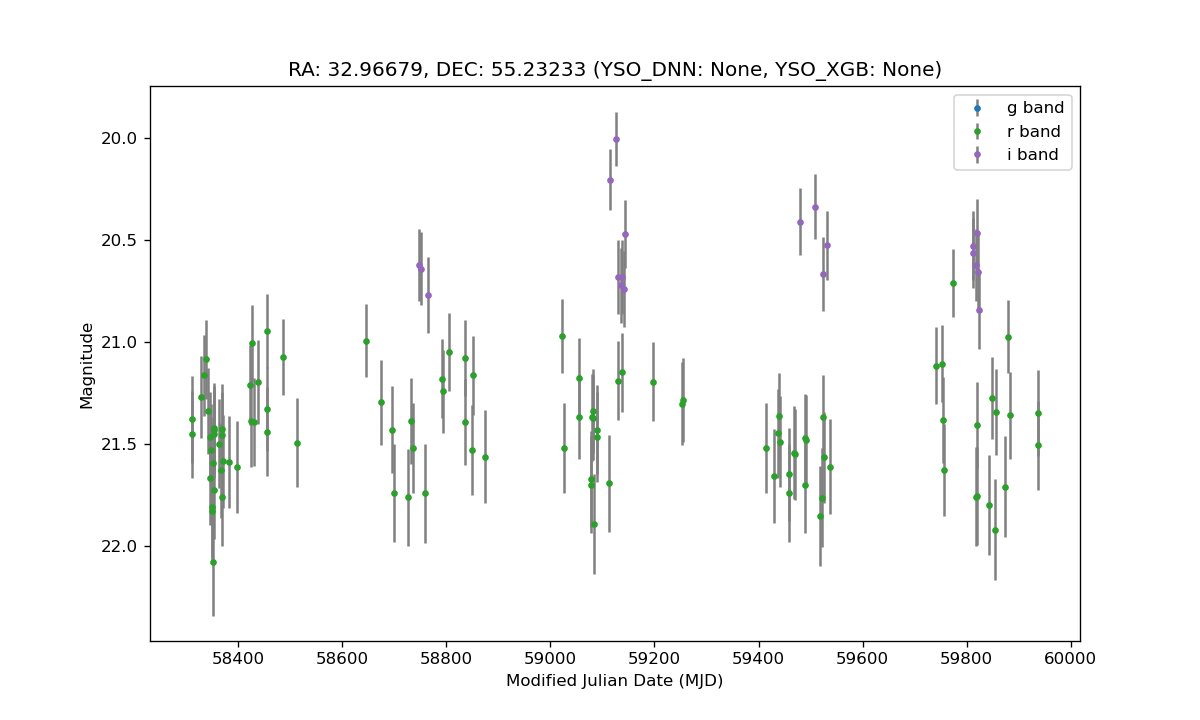 RA: 32.96679, DEC: 55.23233 (YSO_DNN: None, YSO_XGB: None)
g band
r band
i band
20.0
20.5
21.0
21.5
22.0
Magnitude
58400 58600 58800 59000 59200 59400 59600 59800 60000
Modified Julian Date (MJD)